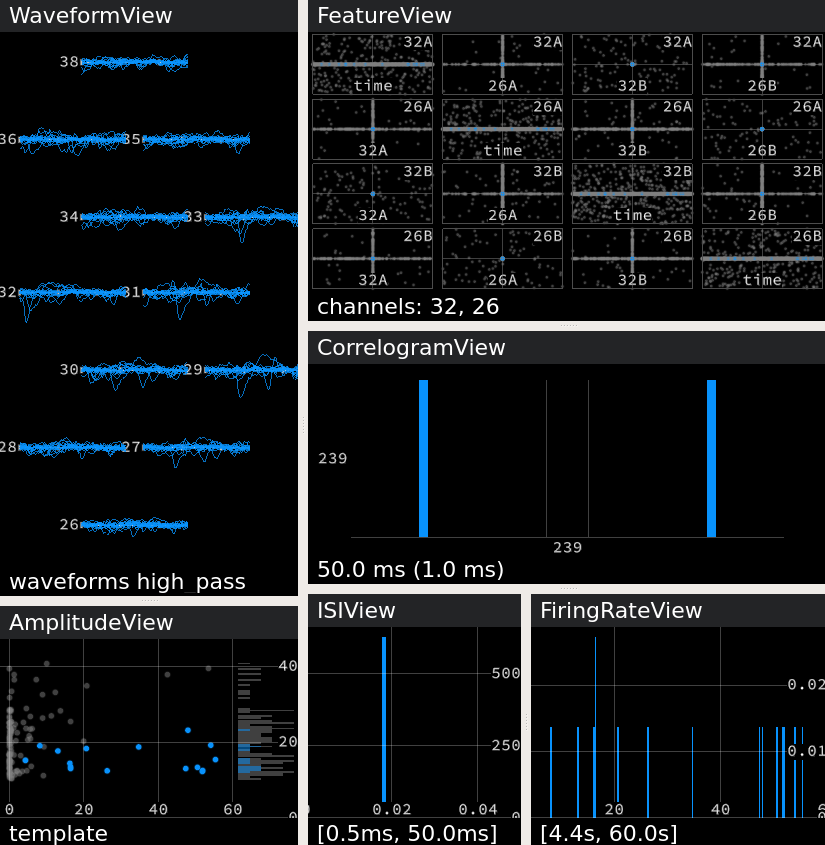 WaveformView
38
36 35
34 33
32 31
30 29
28 27
26
waveforms high_pass
FeatureView
32A 32A 32A 32A
time 26A 32B 26B
26A 26A 26A 26A
32A time 32B 26B
32B 32B 32B 32B
32A 26A time 26B
26B 26B 26B 26B
32A 26A 32B time
channels: 32, 26
CorrelogramView
239
239
50.0 ms (1.0 ms)
AmplitudeView
40
20
0
0 20 40 60
template
ISIView
500
250
0
0.02 0.04
[0.5ms, 50.0ms]
FiringRateView
0.02
0.01
20 40
[4.4s, 60.0s]